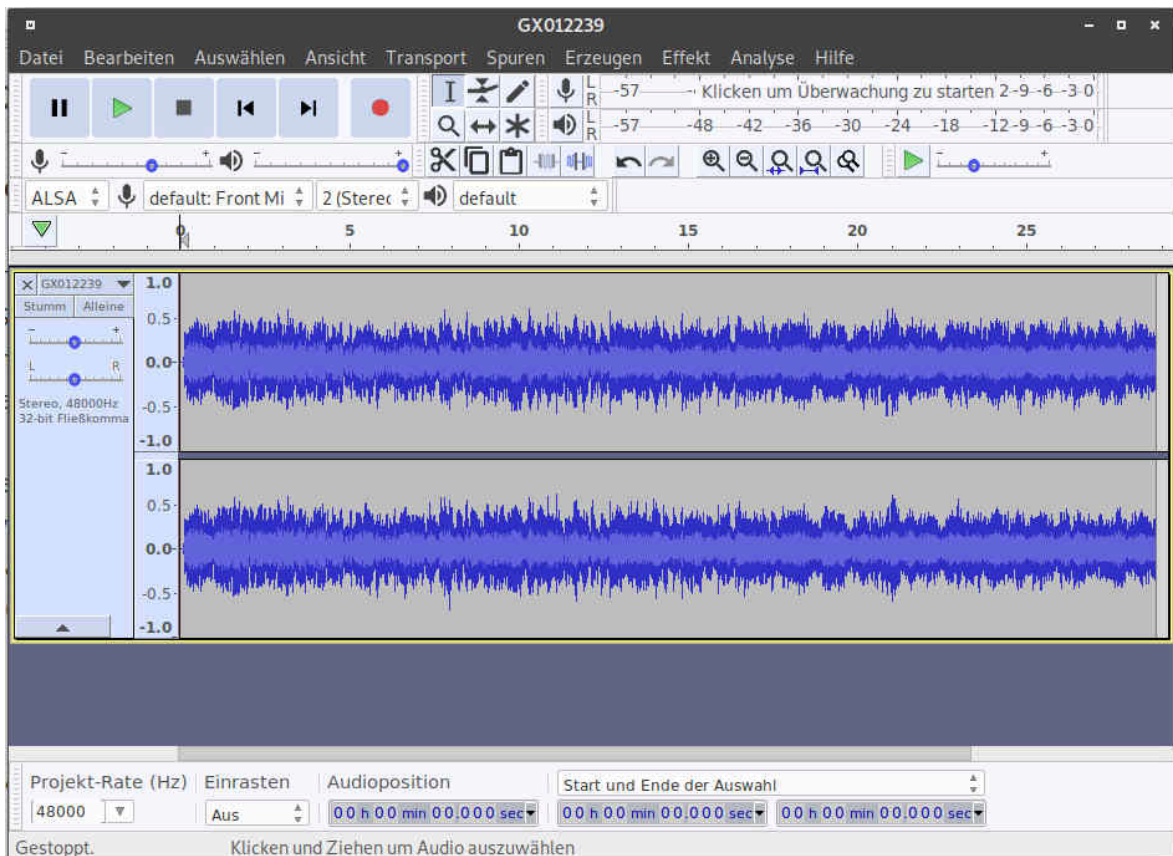 GX012239
Datei Bearbeiten Auswählen Ansicht Transport Spuren Erzeugen Effekt Analyse Hilfe
L R -57 Klicken um Überwachung zu starten 2 -9 -6 -3 0
L R -57 -48 -42 -36 -30 -24 -18 -12 -9 -6 -3 0
- + - + - +
ALSA default: Front Mi 2 (Stereo default
0 5 10 15 20 25
GX012239
Stumm Alleine
- +
L R
Stereo, 48000Hz
32-bit Fließkomma
1.0
0.5
0.0
-0.5
-1.0
1.0
0.5
0.0
-0.5
-1.0
Projekt-Rate (Hz) Einrasten Audioposition Start und Ende der Auswahl
48000 Aus 00 h 00 min 00.000 sec 00 h 00 min 00.000 sec 00 h 00 min 00.000 sec
Gestoppt. Klicken und Ziehen um Audio auszuwählen